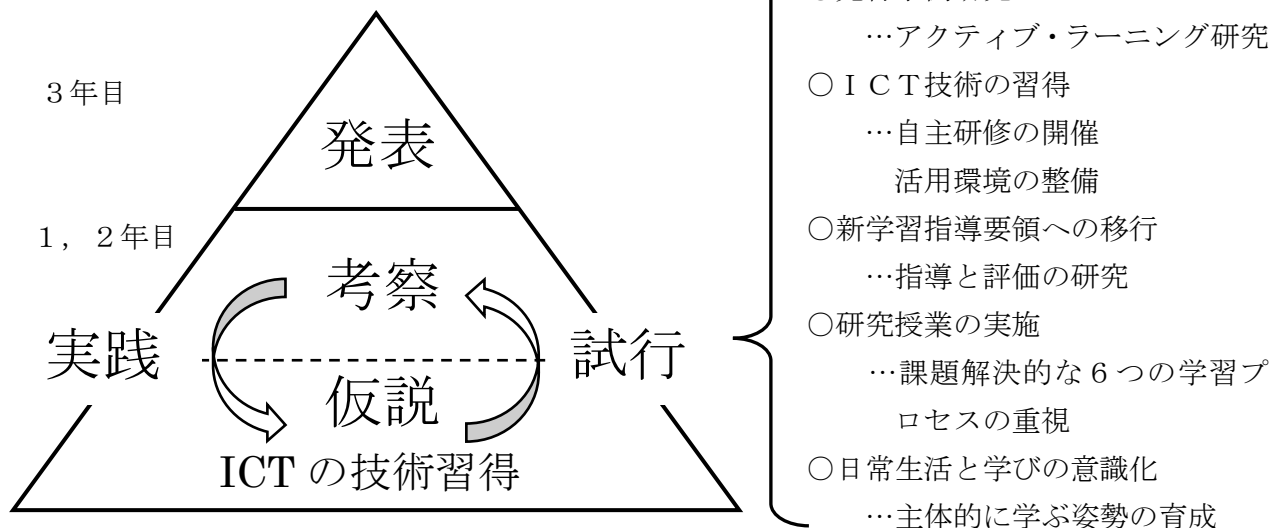 ３年目
発表
１，２年目
考察
実践
試行
仮説
ICT の技術習得
…アクティブ・ラーニング研究
○ＩＣＴ技術の習得
…自主研修の開催
活用環境の整備
○新学習指導要領への移行
…指導と評価の研究
○研究授業の実施
…課題解決的な６つの学習プ
ロセスの重視
○日常生活と学びの意識化
…主体的に学ぶ姿勢の育成